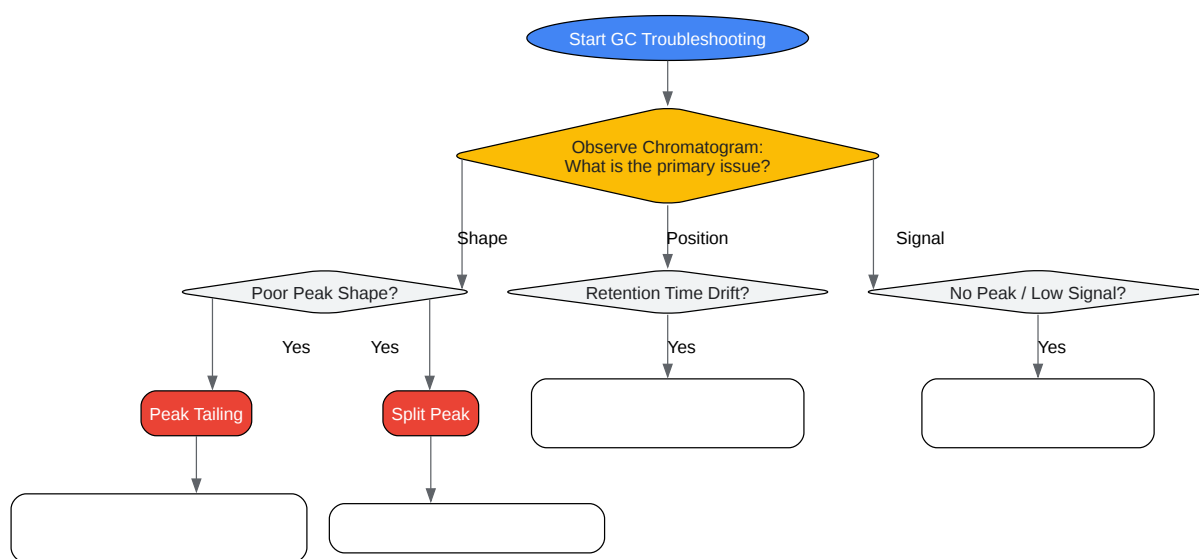 Start GC Troubleshooting
Observe Chromatogram:
What is the primary issue?
Shape
Position
Signal
Poor Peak Shape?
Retention Time Drift?
No Peak / Low Signal?
Yes
Yes
Yes
Yes
Peak Tailing
Split Peak